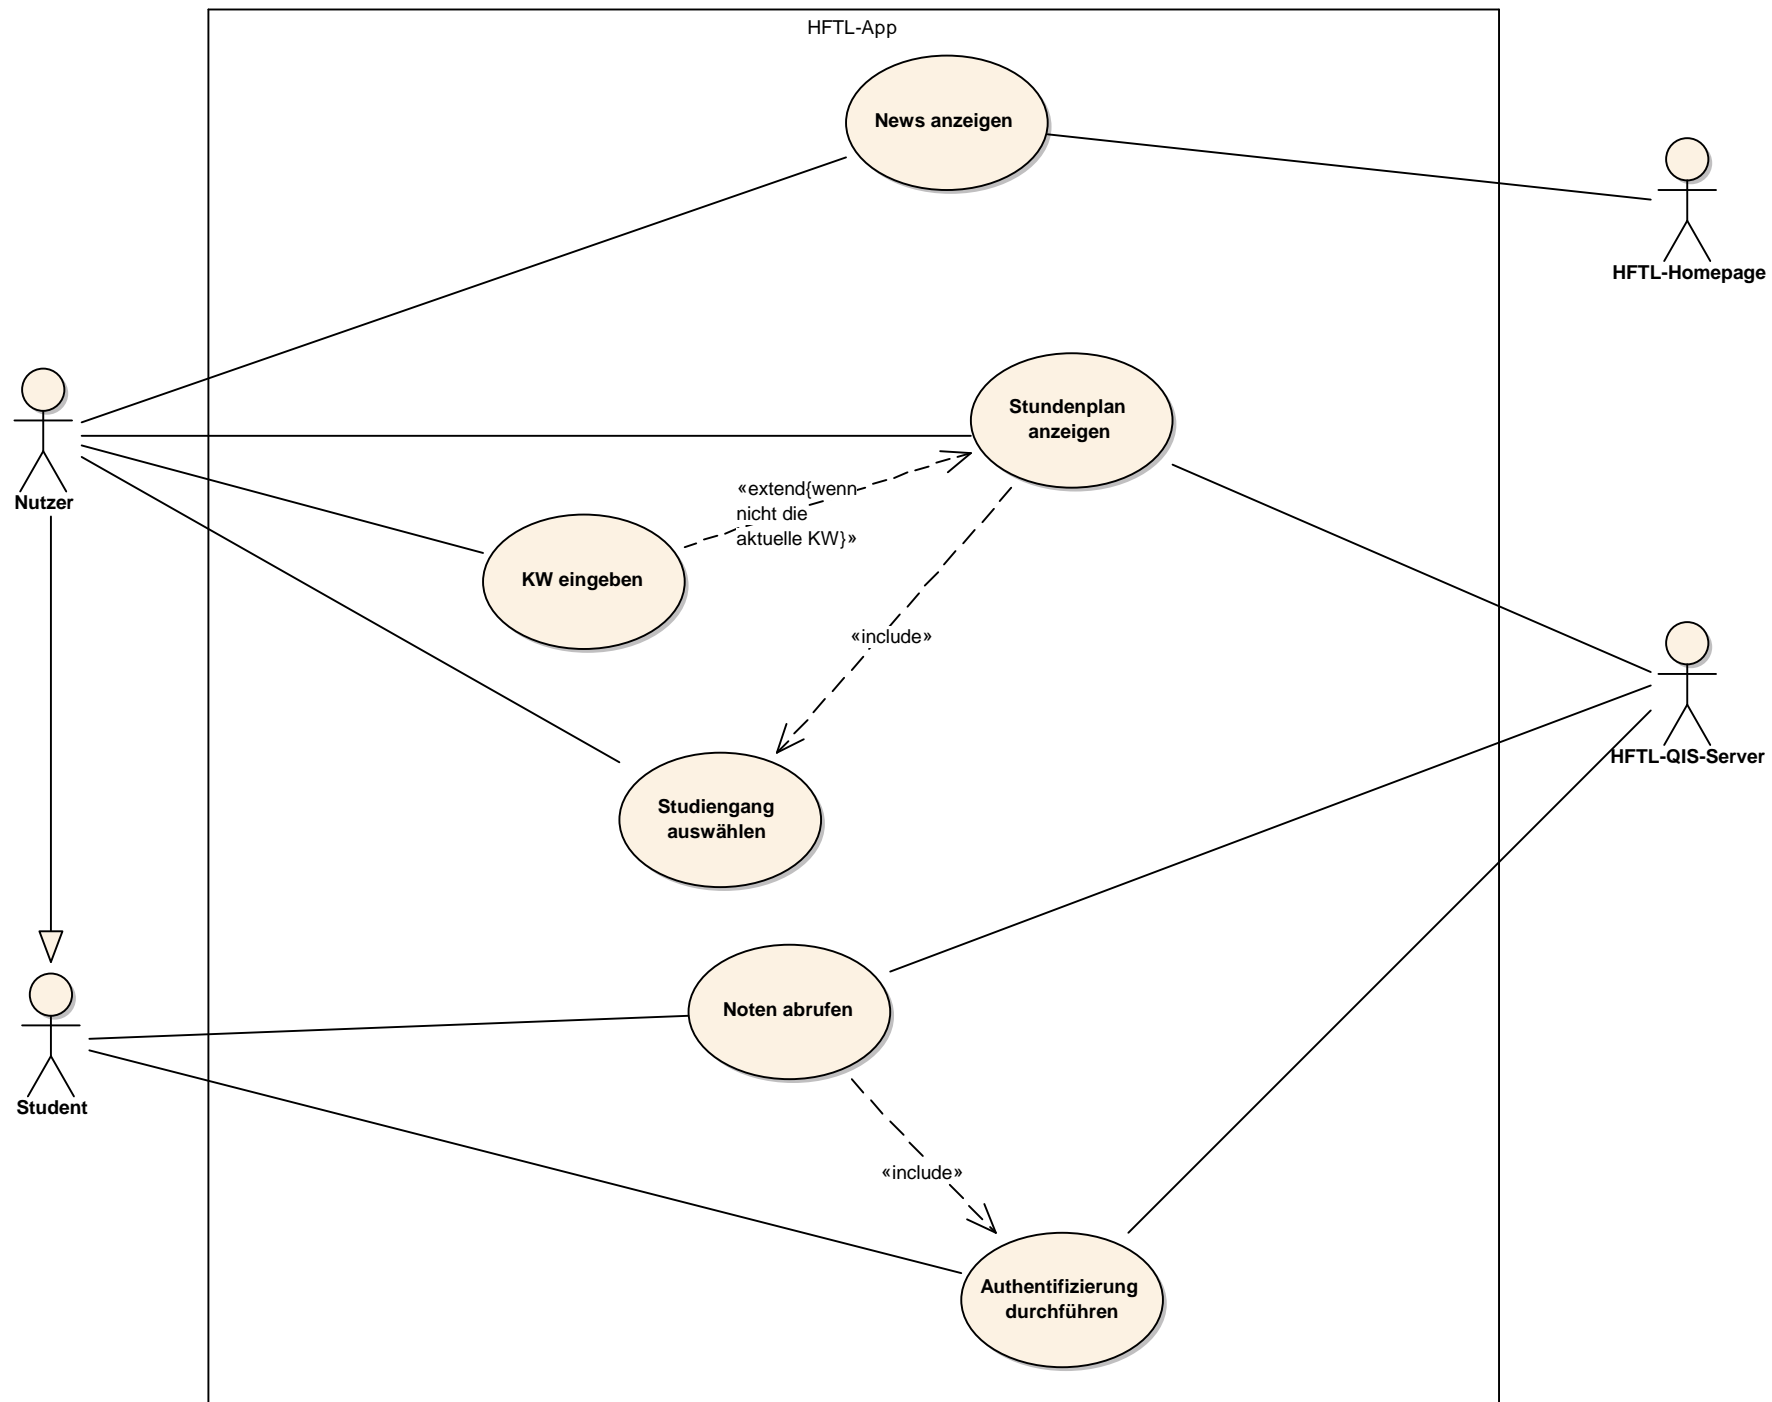 HFTL-App
News anzeigen
HFTL-Homepage
Stundenplan
anzeigen
Nutzer
«extend{wenn
nicht die
aktuelle KW}»
KW eingeben
«include»
HFTL-QIS-Server
Studiengang
auswählen
Noten abrufen
Student
«include»
Authentifizierung
durchführen